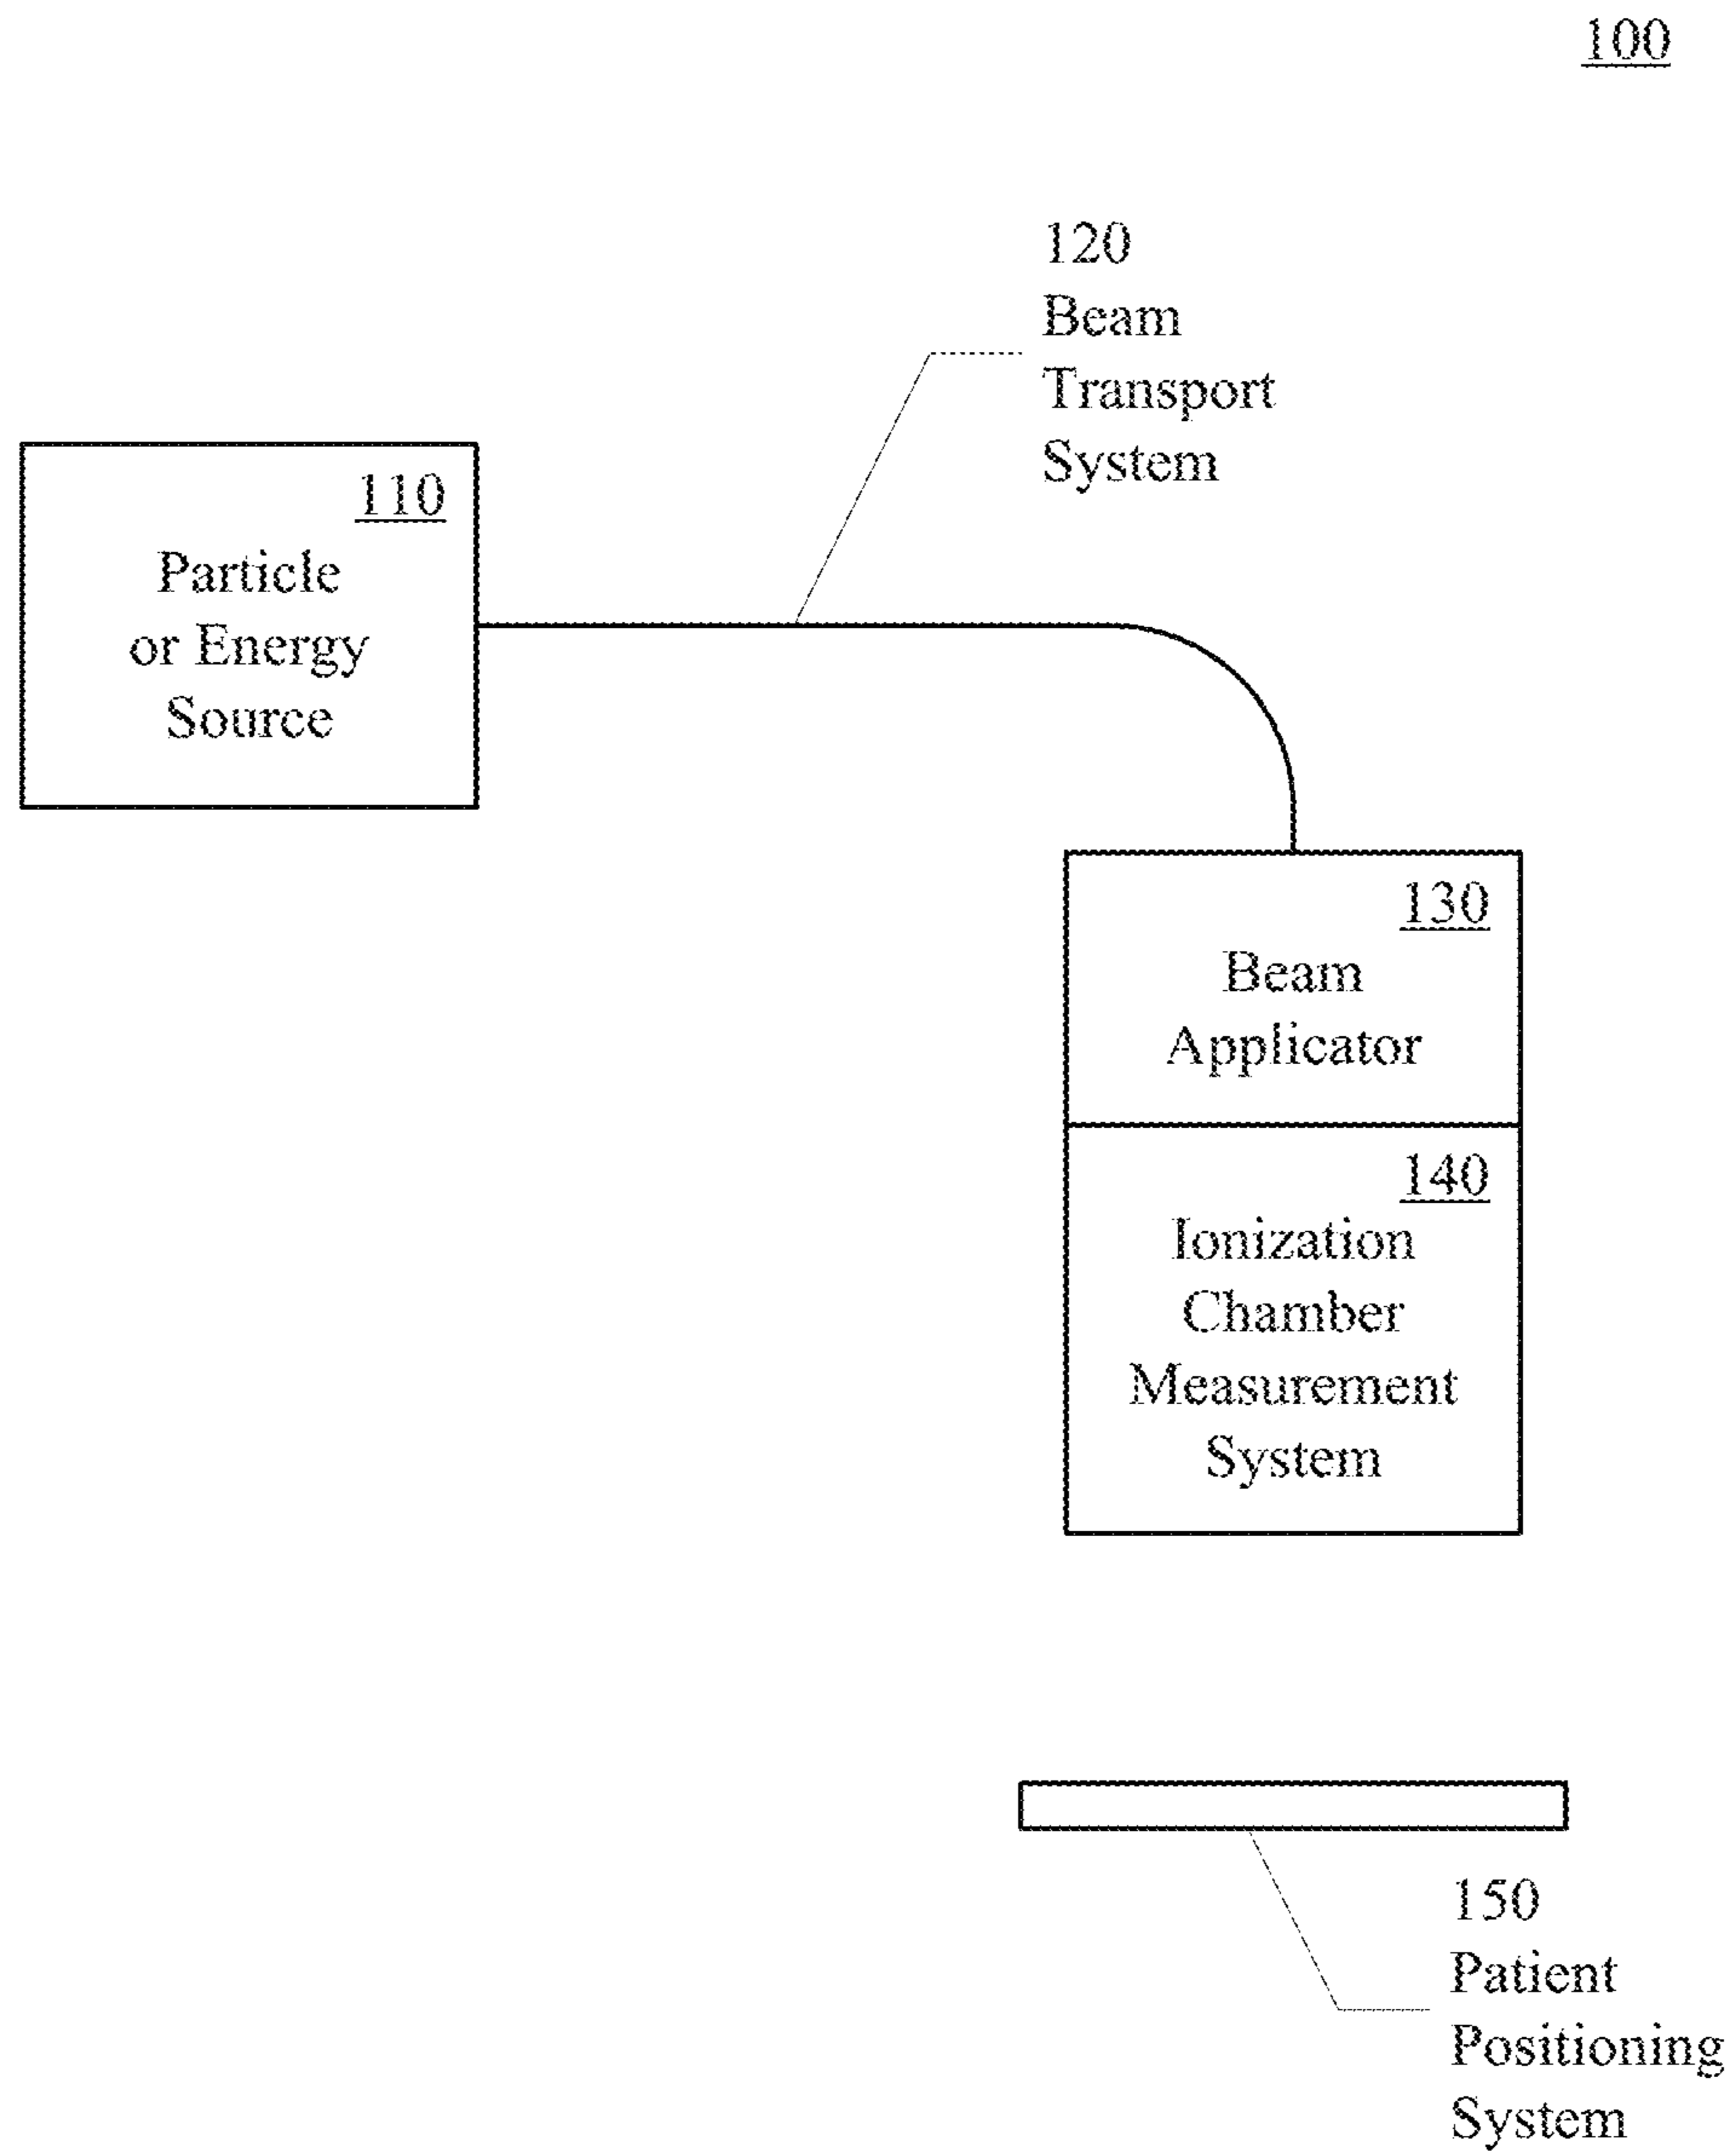 100
120
Beam
Transport
System
110
Particle
or Energy
Source
130
Beam
Applicator
140
Ionization
Chamber
Measurement
System
150
Patient
Positioning
System